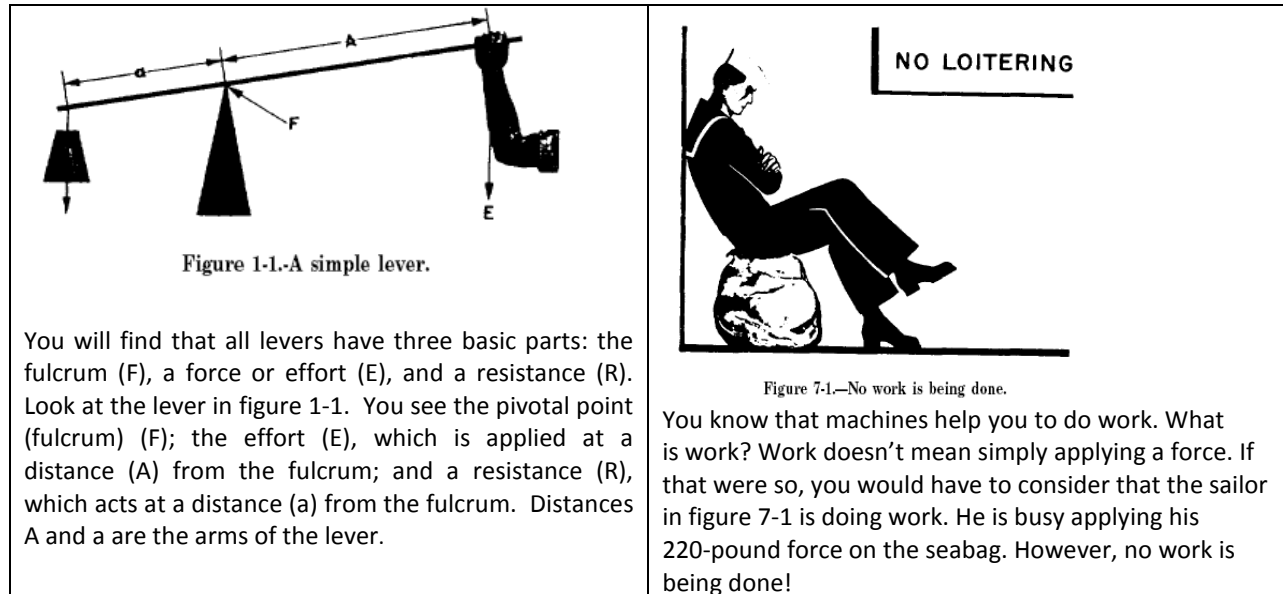 a
A
F
E
Figure 1-1.-A simple lever.
You will find that all levers have three basic parts: the
fulcrum (F), a force or effort (E), and a resistance (R).
Look at the lever in figure 1-1.  You see the pivotal point
(fulcrum) (F); the effort (E), which is applied at a
distance (A) from the fulcrum; and a resistance (R),
which acts at a distance (a) from the fulcrum.  Distances
A and a are the arms of the lever.
NO LOITERING
Figure 7-1.—No work is being done.
You know that machines help you to do work. What
is work? Work doesn’t mean simply applying a force. If
that were so, you would have to consider that the sailor
in figure 7-1 is doing work. He is busy applying his
220-pound force on the seabag. However, no work is
being done!